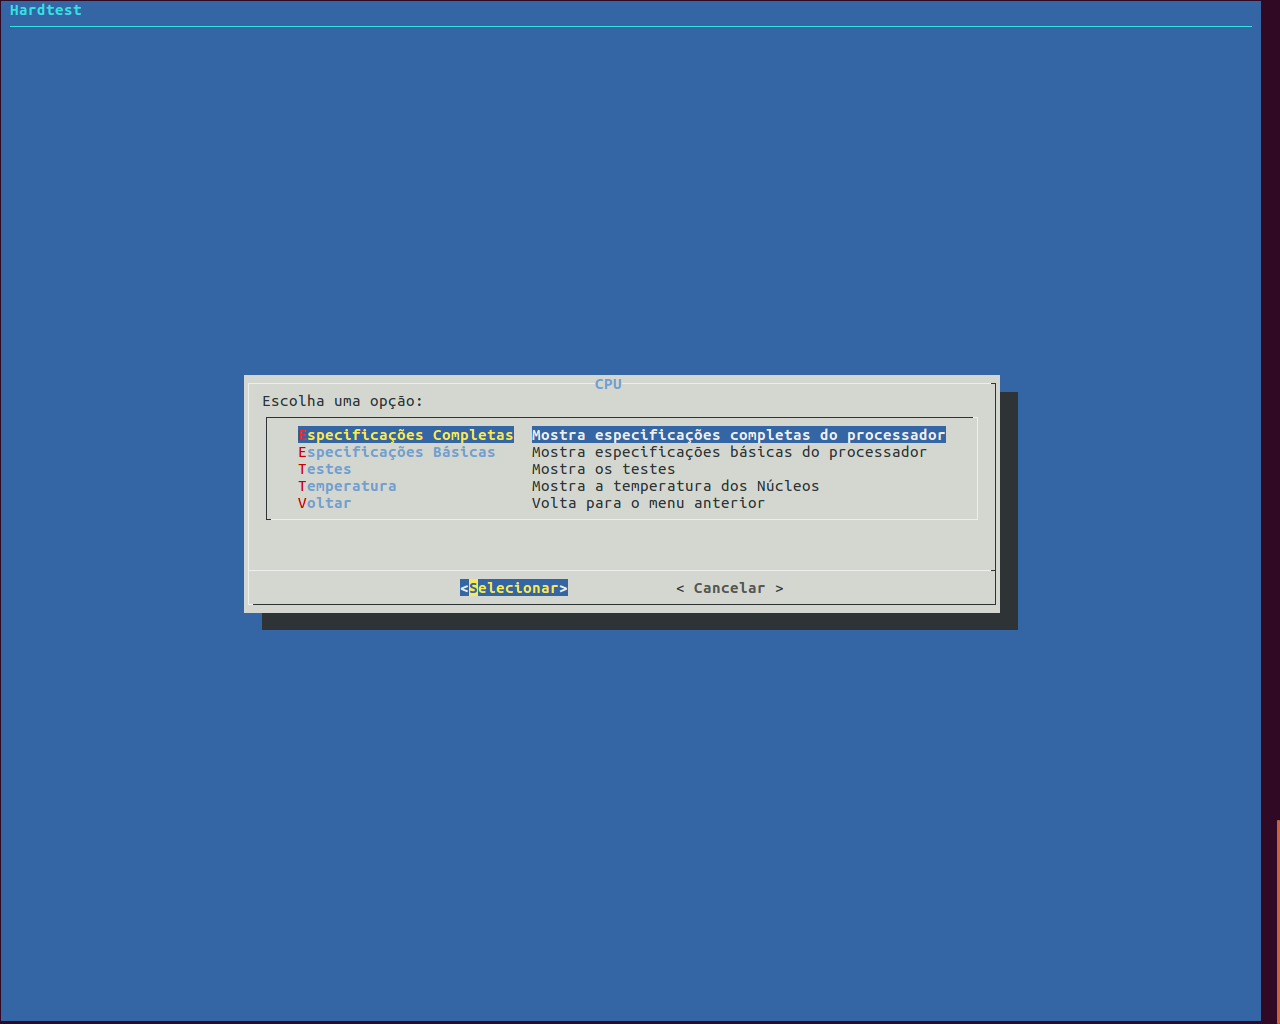 Hardtest
CPU
Escolha uma opção:
Especificações Completas Mostra especificações completas do processador
Especificações Básicas Mostra especificações básicas do processador
Testes Mostra os testes
Temperatura Mostra a temperatura dos Núcleos
Voltar Volta para o menu anterior
<Selecionar> < Cancelar >